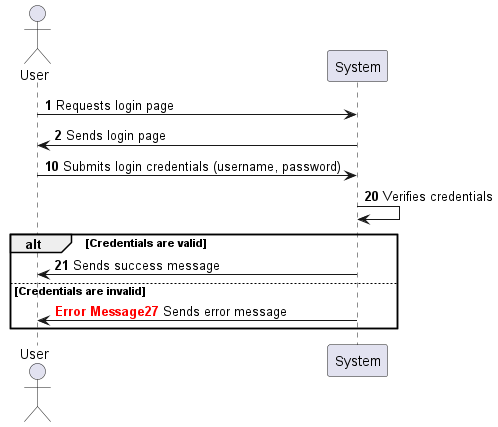 User
System
1 Requests login page
2 Sends login page
10 Submits login credentials (username, password)
20 Verifies credentials
alt [Credentials are valid]
21 Sends success message
[Credentials are invalid]
Error Message27 Sends error message
User
System